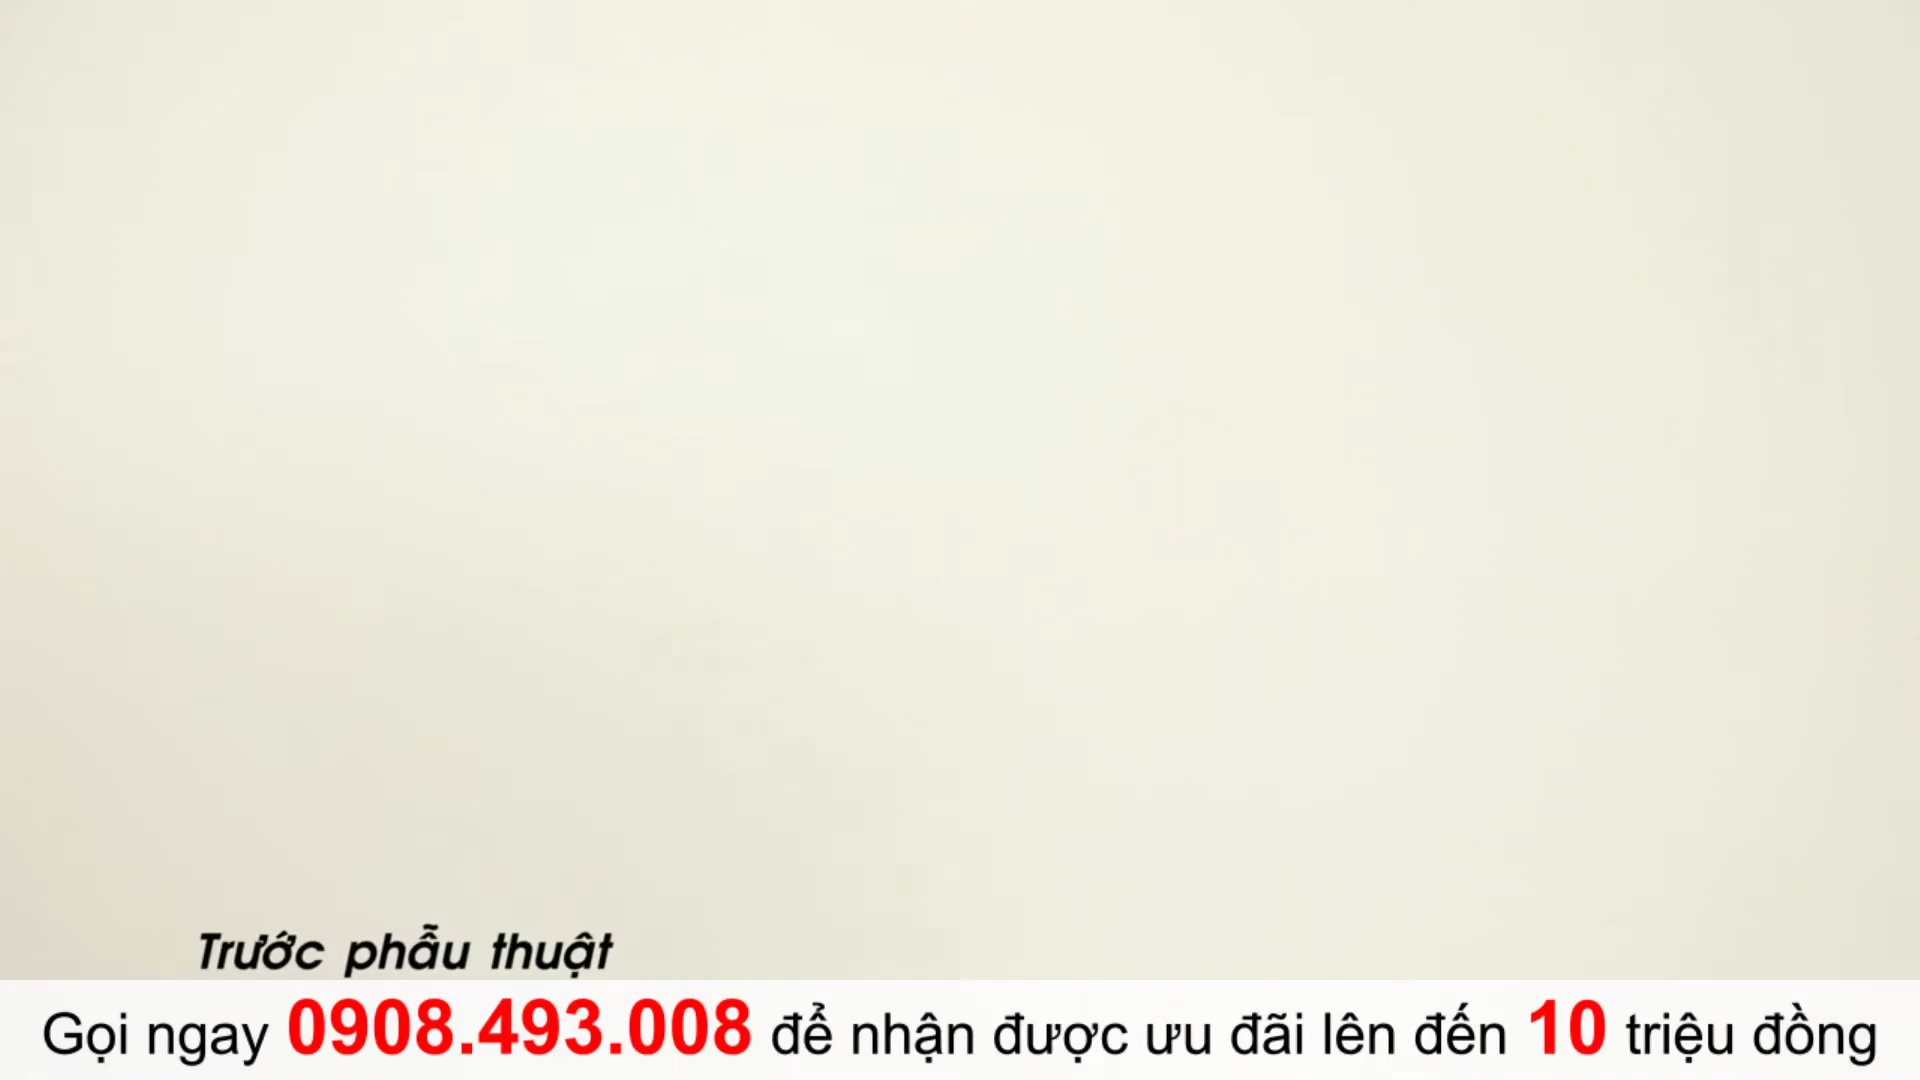 Trước phẫu thuật
Gọi ngay 0908.493.008 để nhận được ưu đãi lên đến 10 triệu đồng